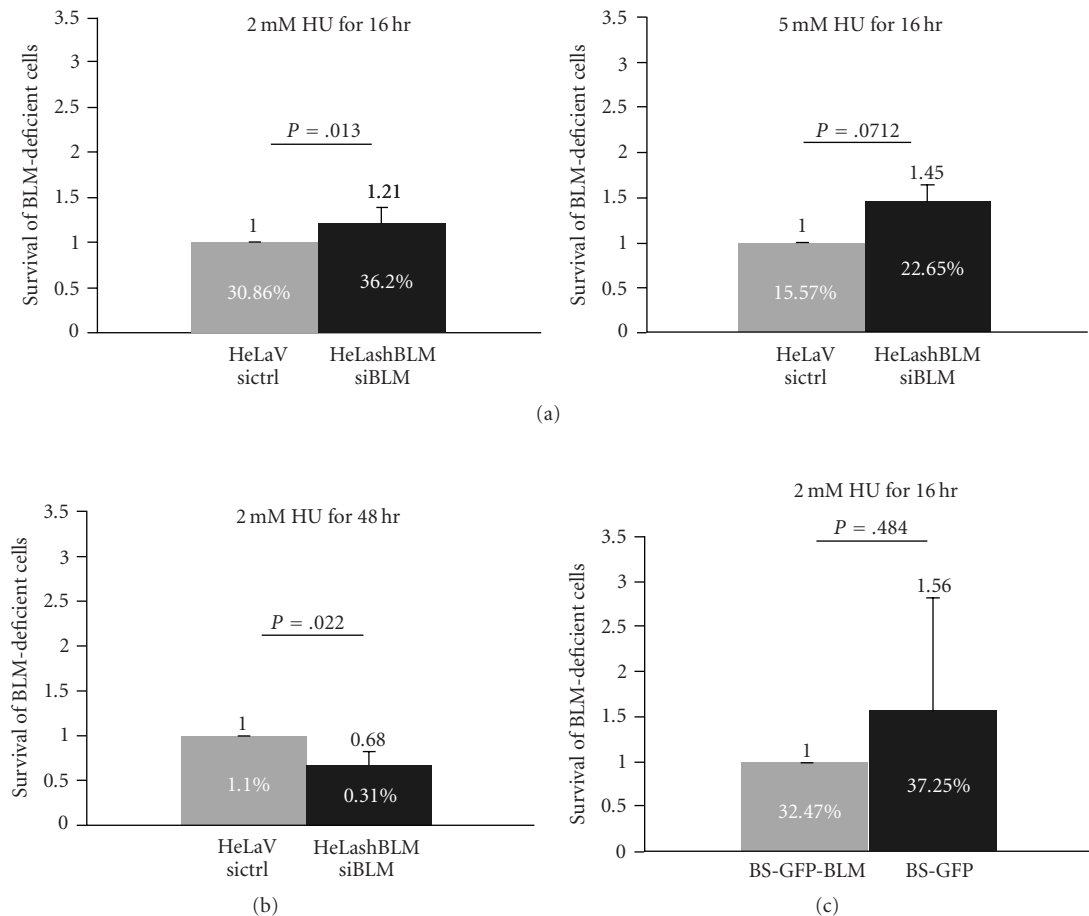 2 mM HU for 16 hr
Survival of BLM-deficient cells
3.5
3
2.5
2
1.5
1
0.5
0
P = .013
1
1.21
30.86%
36.2%
HeLaV
sictrl
HeLashBLM
siBLM
5 mM HU for 16 hr
Survival of BLM-deficient cells
3.5
3
2.5
2
1.5
1
0.5
0
P = .0712
1
1.45
15.57%
22.65%
HeLaV
sictrl
HeLashBLM
siBLM
(a)
2 mM HU for 48 hr
Survival of BLM-deficient cells
3.5
3
2.5
2
1.5
1
0.5
0
P = .022
1
0.68
1.1%
0.31%
HeLaV
sictrl
HeLashBLM
siBLM
(b)
2 mM HU for 16 hr
Survival of BLM-deficient cells
3.5
3
2.5
2
1.5
1
0.5
0
P = .484
1
1.56
32.47%
37.25%
BS-GFP-BLM
BS-GFP
(c)